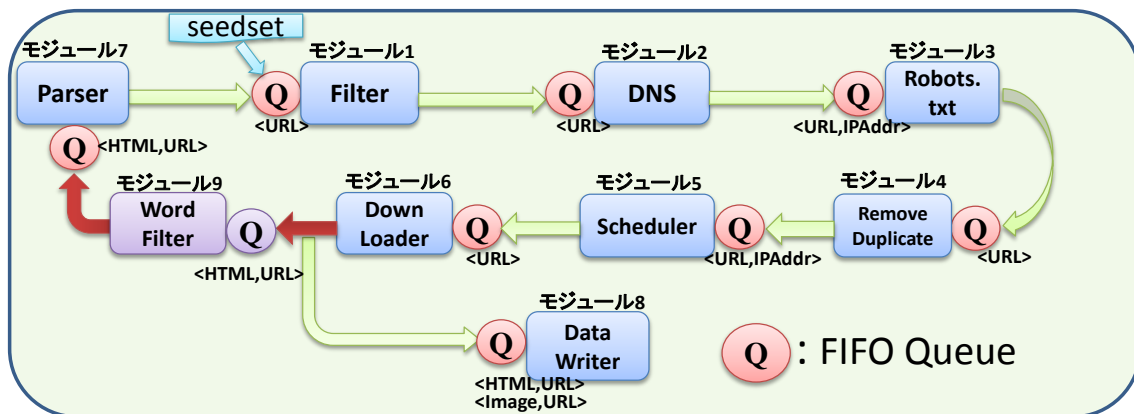 seedset
モジュール7
モジュール1
モジュール2
モジュール3
Parser
Q
Filter
Q
DNS
Q
Robots.
txt
<URL>
<URL>
<URL,IPAddr>
Q
<HTML,URL>
モジュール9
モジュール6
モジュール5
モジュール4
Word
Filter
Q
Down
Loader
Q
Scheduler
Q
Remove
Duplicate
Q
<HTML,URL>
<URL>
<URL,IPAddr>
<URL>
モジュール8
Q
Data
Writer
<HTML,URL>
<Image,URL>
Q
: FIFO Queue